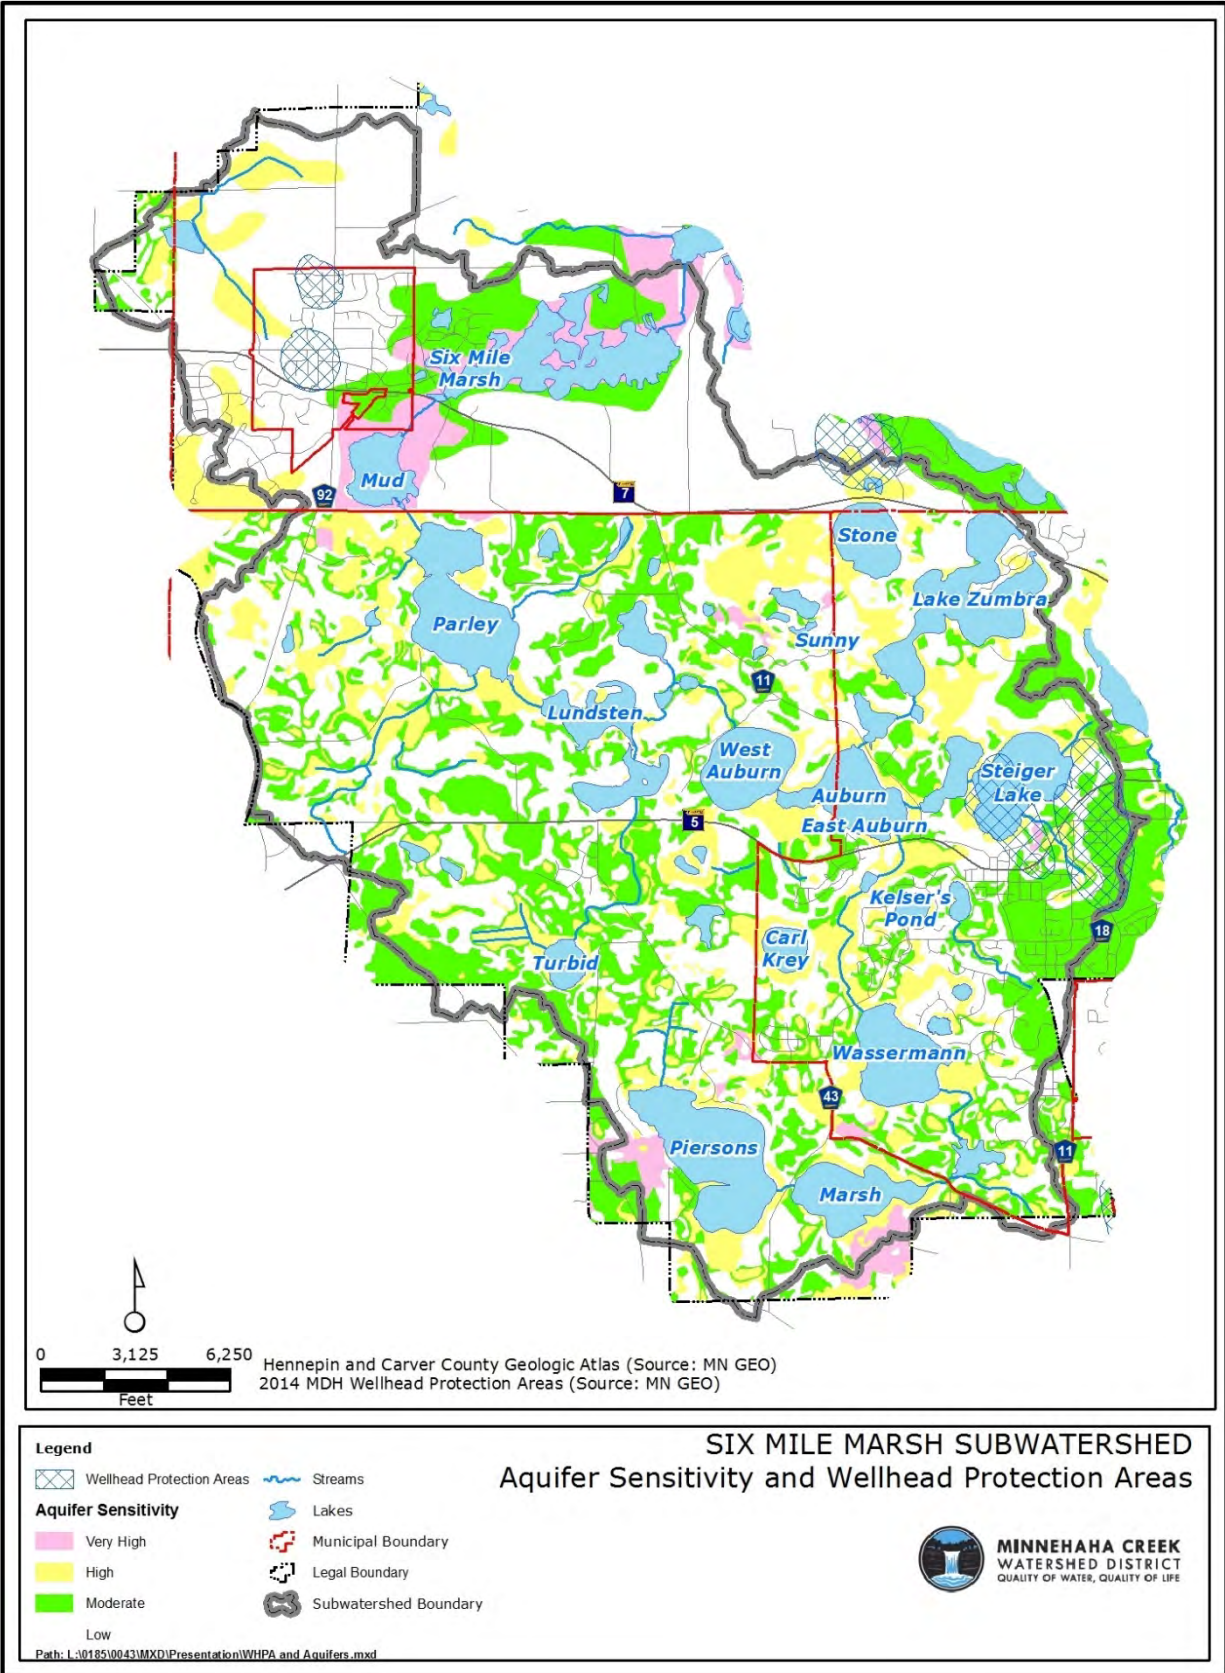 Six Mile
Marsh
Mud
92
7
Stone
Lake Zumbra
Parley
Sunny
11
Lundsten
West
Auburn
Steiger
Lake
Auburn
East Auburn
5
Kelser's
Pond
18
Carl
Krey
Turbid
Wassermann
43
Piersons
11
Marsh
0 3,125 6,250
Feet
Hennepin and Carver County Geologic Atlas (Source: MN GEO)
2014 MDH Wellhead Protection Areas (Source: MN GEO)
SIX MILE MARSH SUBWATERSHED
Aquifer Sensitivity and Wellhead Protection Areas
Legend
Wellhead Protection Areas
Aquifer Sensitivity
Very High
High
Moderate
Low
Streams
Lakes
Municipal Boundary
Legal Boundary
Subwatershed Boundary
MINNEHAHA CREEK
WATERSHED DISTRICT
QUALITY OF WATER, QUALITY OF LIFE
Path: L:\0185\0043\MXD\Presentation\WHPA and Aquifers.mxd